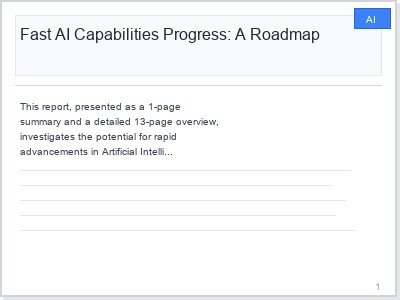 AI
Fast AI Capabilities Progress: A Roadmap
This report, presented as a 1-page
summary and a detailed 13-page overview,
investigates the potential for rapid
advancements in Artificial Intelli...
1